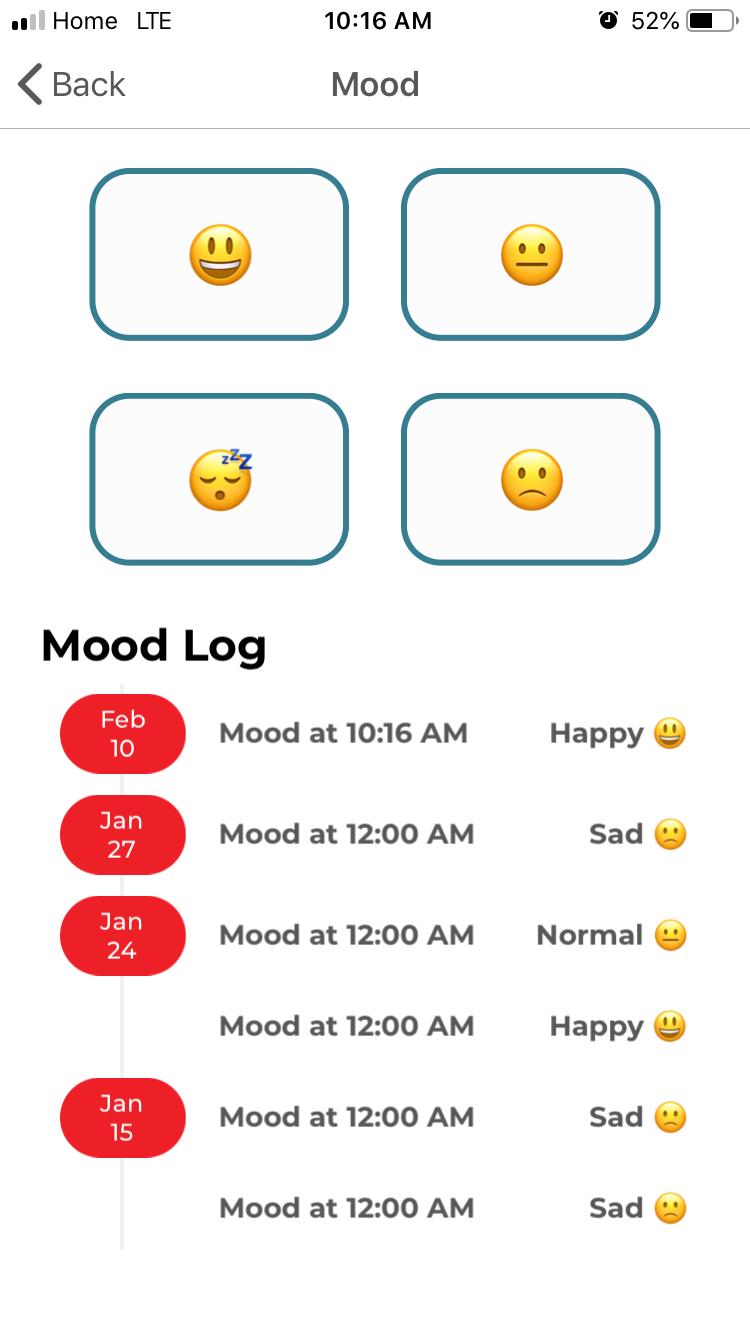 Home LTE 10:16 AM 52%
Back Mood
Mood Log
Feb
10
Mood at 10:16 AM Happy 😃
Jan
27
Mood at 12:00 AM Sad 🙁
Jan
24
Mood at 12:00 AM Normal 😐
Mood at 12:00 AM Happy 😃
Jan
15
Mood at 12:00 AM Sad 🙁
Mood at 12:00 AM Sad 🙁